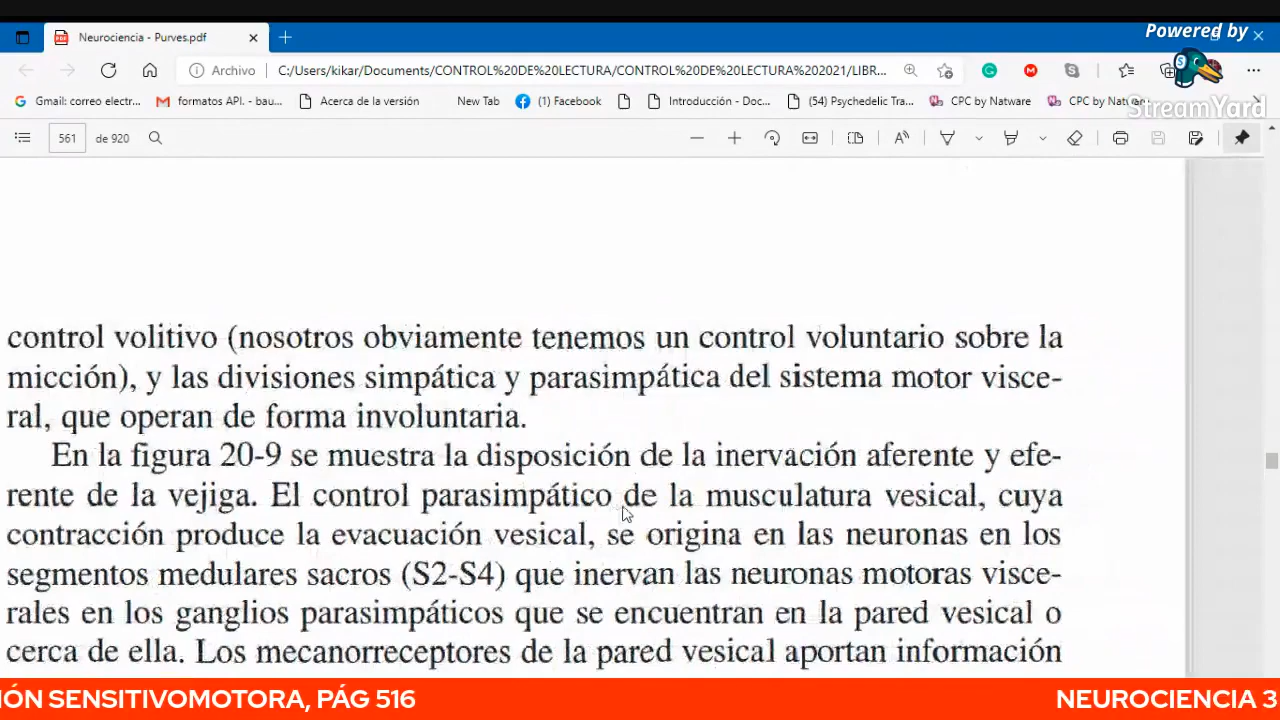 Powered by
Neurociencia - Purves.pdf
Archivo
C:/Users/kikar/Documents/CONTROL%20DE%20LECTURA/CONTROL%20DE%20LECTURA%202021/LIBR...
StreamYard
Gmail: correo electr...
formatos API. - bau...
Acerca de la versión
New Tab
(1) Facebook
Introducción - Doc...
(54) Psychedelic Tra...
CPC by Natware
CPC by Natware
561
de 920
control volitivo (nosotros obviamente tenemos un control voluntario sobre la
micción), y las divisiones simpática y parasimpática del sistema motor visce-
ral, que operan de forma involuntaria.
En la figura 20-9 se muestra la disposición de la inervación aferente y efe-
rente de la vejiga. El control parasimpático de la musculatura vesical, cuya
contracción produce la evacuación vesical, se origina en las neuronas en los
segmentos medulares sacros (S2-S4) que inervan las neuronas motoras visce-
rales en los ganglios parasimpáticos que se encuentran en la pared vesical o
cerca de ella. Los mecanorreceptores de la pared vesical aportan información
IÓN SENSITIVOMOTORA, PÁG 516
NEUROCIENCIA 3